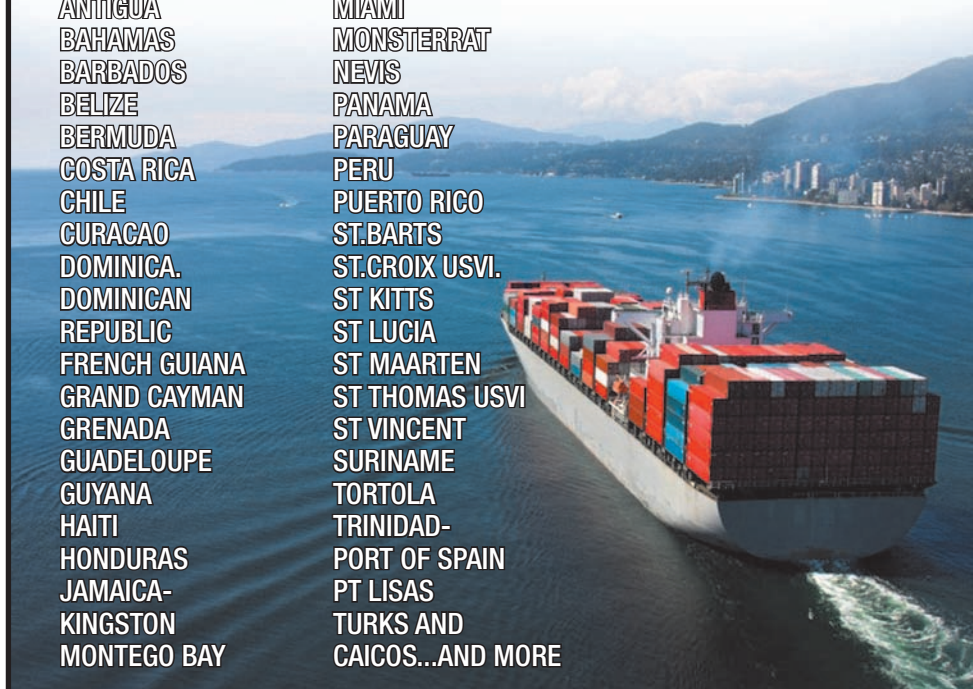 ANTIGUA
BAHAMAS
BARBADOS
BELIZE
BERMUDA
COSTA RICA
CHILE
CURACAO
DOMINICA.
DOMINICAN
REPUBLIC
FRENCH GUIANA
GRAND CAYMAN
GRENADA
GUADELOUPE
GUYANA
HAITI
HONDURAS
JAMAICA-
KINGSTON
MONTEGO BAY
MIAMI
MONSTERRAT
NEVIS
PANAMA
PARAGUAY
PERU
PUERTO RICO
ST.BARTS
ST.CROIX USVI.
ST KITTS
ST LUCIA
ST MAARTEN
ST THOMAS USVI
ST VINCENT
SURINAME
TORTOLA
TRINIDAD-
PORT OF SPAIN
PT LISAS
TURKS AND
CAICOS...AND MORE